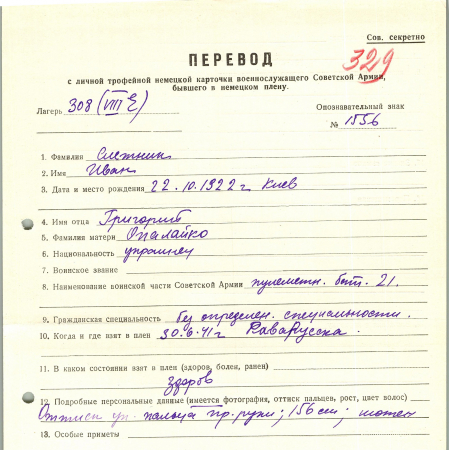 Сов. секретно
ПЕРЕВОД
329
с личной трофейной немецкой карточки военнослужащего Советской Армии,
бывшего в немецком плену.
Лагерь 308 (VIII E)
Опознавательный знак
№ 1556
1. Фамилия
2. Имя Иван
3. Дата и место рождения 22.10.1922 г Киев
4. Имя отца Григорий
5. Фамилия матери Опалайко
6. Национальность украинец
7. Воинское звание
8. Наименование воинской части Советской Армии пулеметн. бат. 21.
9. Гражданская специальность без определен. специальности.
10. Когда и где взят в плен 30.6.41 г РаваРусска.
11. В каком состоянии взят в плен (здоров, болен, ранен)
здоров
12. Подробные персональные данные (имеется фотография, оттиск пальцев, рост, цвет волос)
Оттиск ук. пальца пр. руки; 156 см;
13. Особые приметы